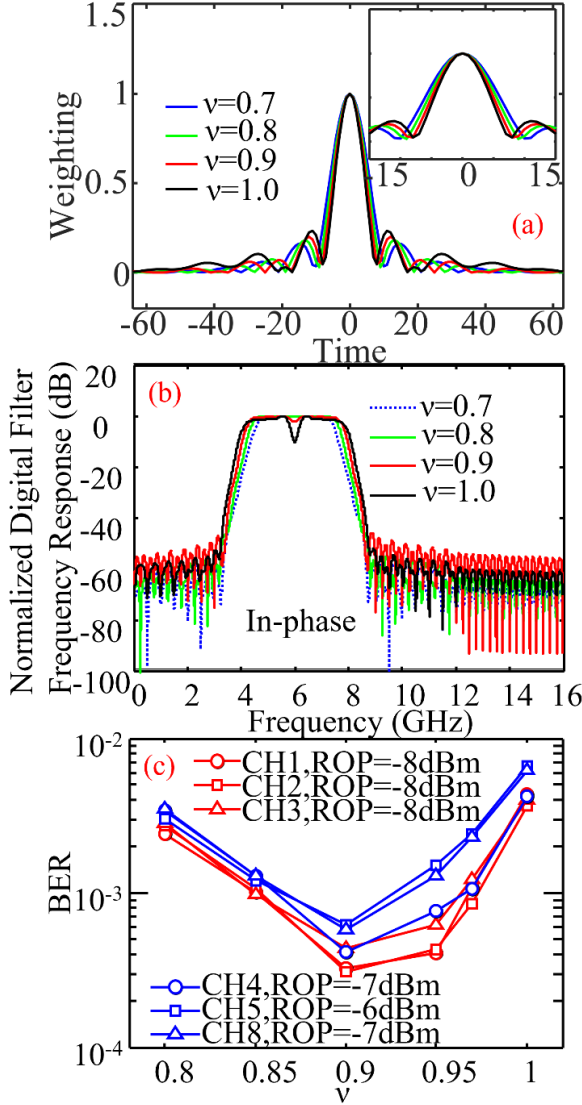 1.5
1
0.5
0
Weighting
ν=0.7
ν=0.8
ν=0.9
ν=1.0
15
0
15
(a)
-60 -40 -20 0 20 40 60
Time
20
0
-20
-40
-60
-80
-100
Normalized Digital Filter
Frequency Response (dB)
(b)
ν=0.7
ν=0.8
ν=0.9
ν=1.0
In-phase
0 2 4 6 8 10 12 14 16
Frequency (GHz)
10-2
10-3
10-4
BER
(c)
CH1,ROP=-8dBm
CH2,ROP=-8dBm
CH3,ROP=-8dBm
CH4,ROP=-7dBm
CH5,ROP=-6dBm
CH8,ROP=-7dBm
0.8 0.85 0.9 0.95 1
ν